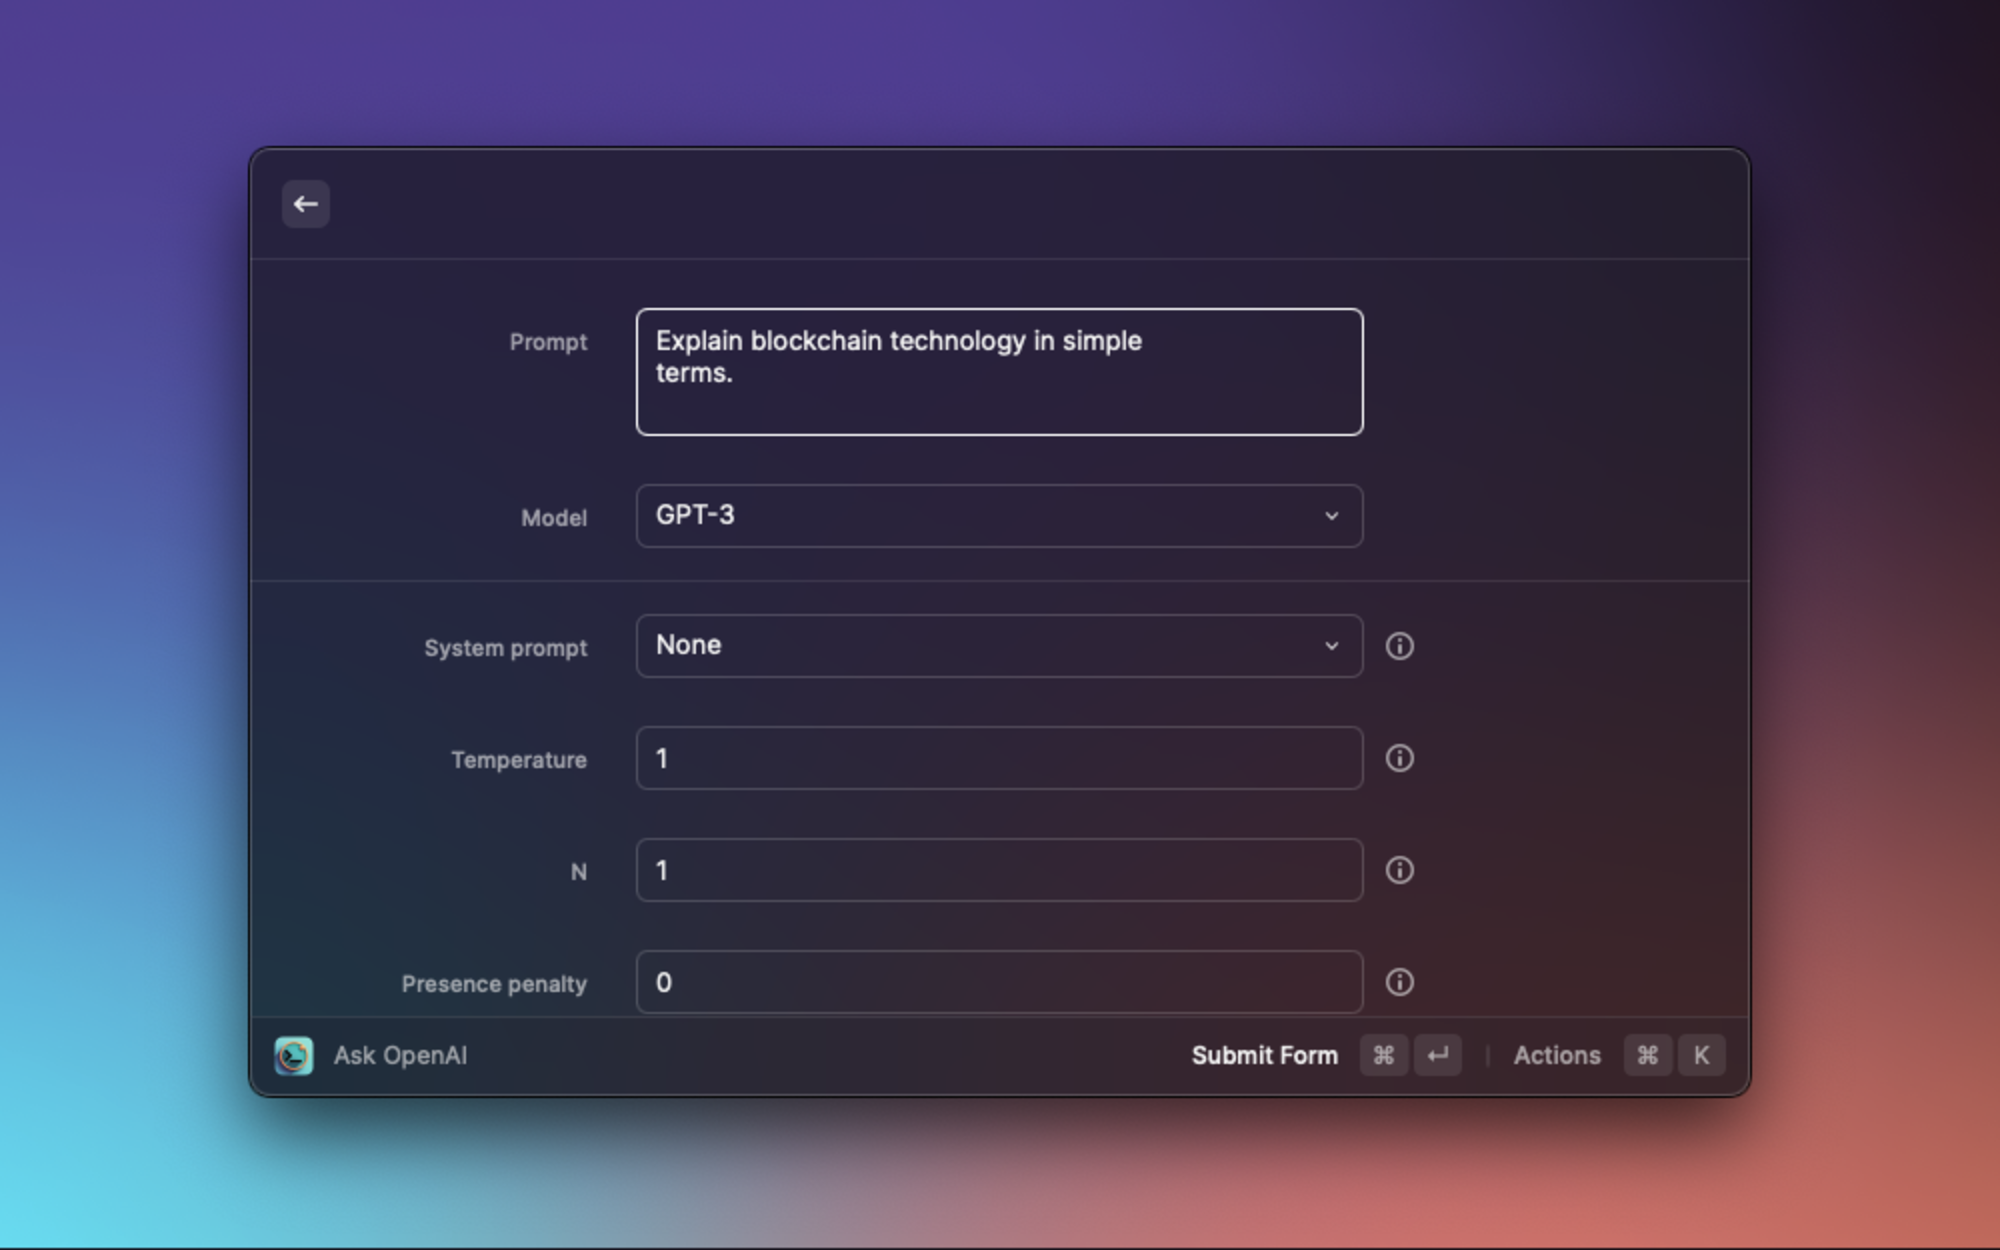 Prompt
Explain blockchain technology in simple
terms.
Model
GPT-3
System prompt
None
Temperature
1
N
1
Presence penalty
0
Ask OpenAI
Submit Form ⌘ ↵ Actions ⌘ K